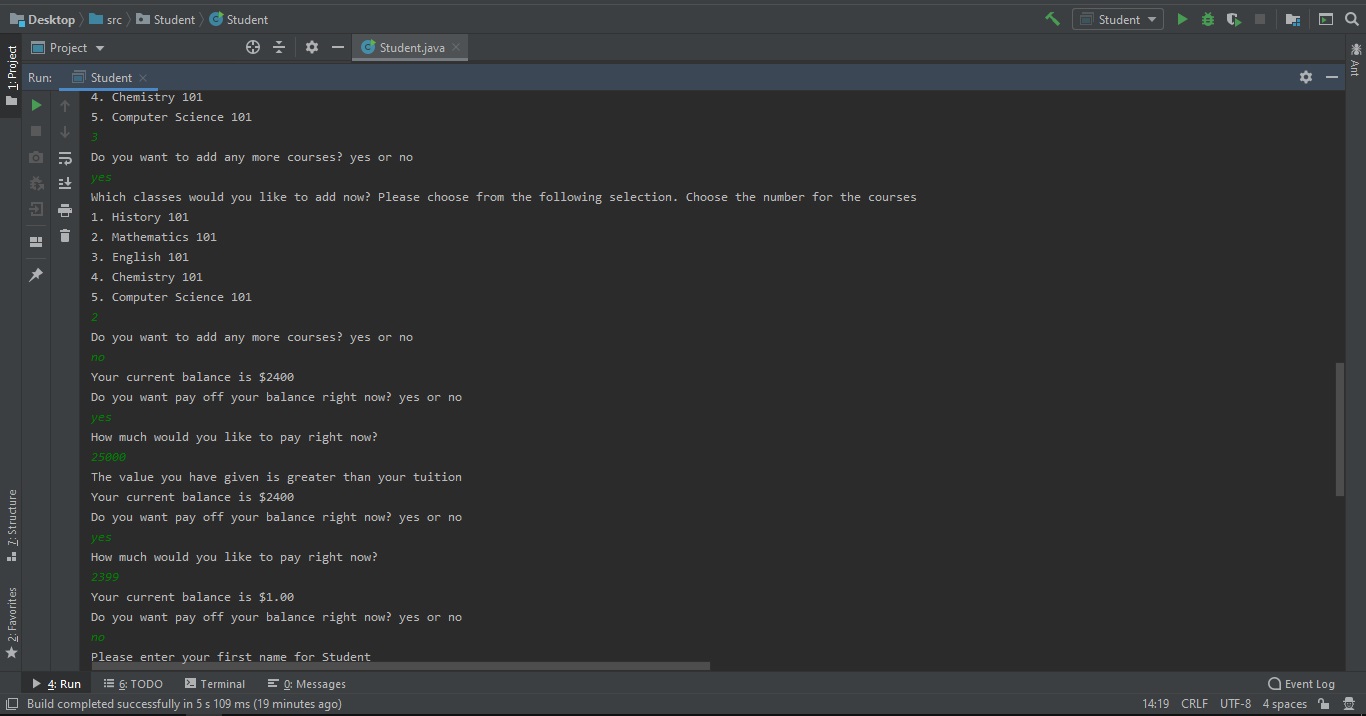 Desktop src Student Student
Student
Project Student.java
Run: Student
1: Project
Ant
4. Chemistry 101
5. Computer Science 101
3
Do you want to add any more courses? yes or no
yes
Which classes would you like to add now? Please choose from the following selection. Choose the number for the courses
1. History 101
2. Mathematics 101
3. English 101
4. Chemistry 101
5. Computer Science 101
2
Do you want to add any more courses? yes or no
no
Your current balance is $2400
Do you want pay off your balance right now? yes or no
yes
How much would you like to pay right now?
25000
The value you have given is greater than your tuition
Your current balance is $2400
Do you want pay off your balance right now? yes or no
yes
How much would you like to pay right now?
2399
Your current balance is $1.00
Do you want pay off your balance right now? yes or no
no
Please enter your first name for Student
7: Structure
2: Favorites
4: Run 6: TODO Terminal 0: Messages Event Log
Build completed successfully in 5 s 109 ms (19 minutes ago) 14:19 CRLF UTF-8 4 spaces